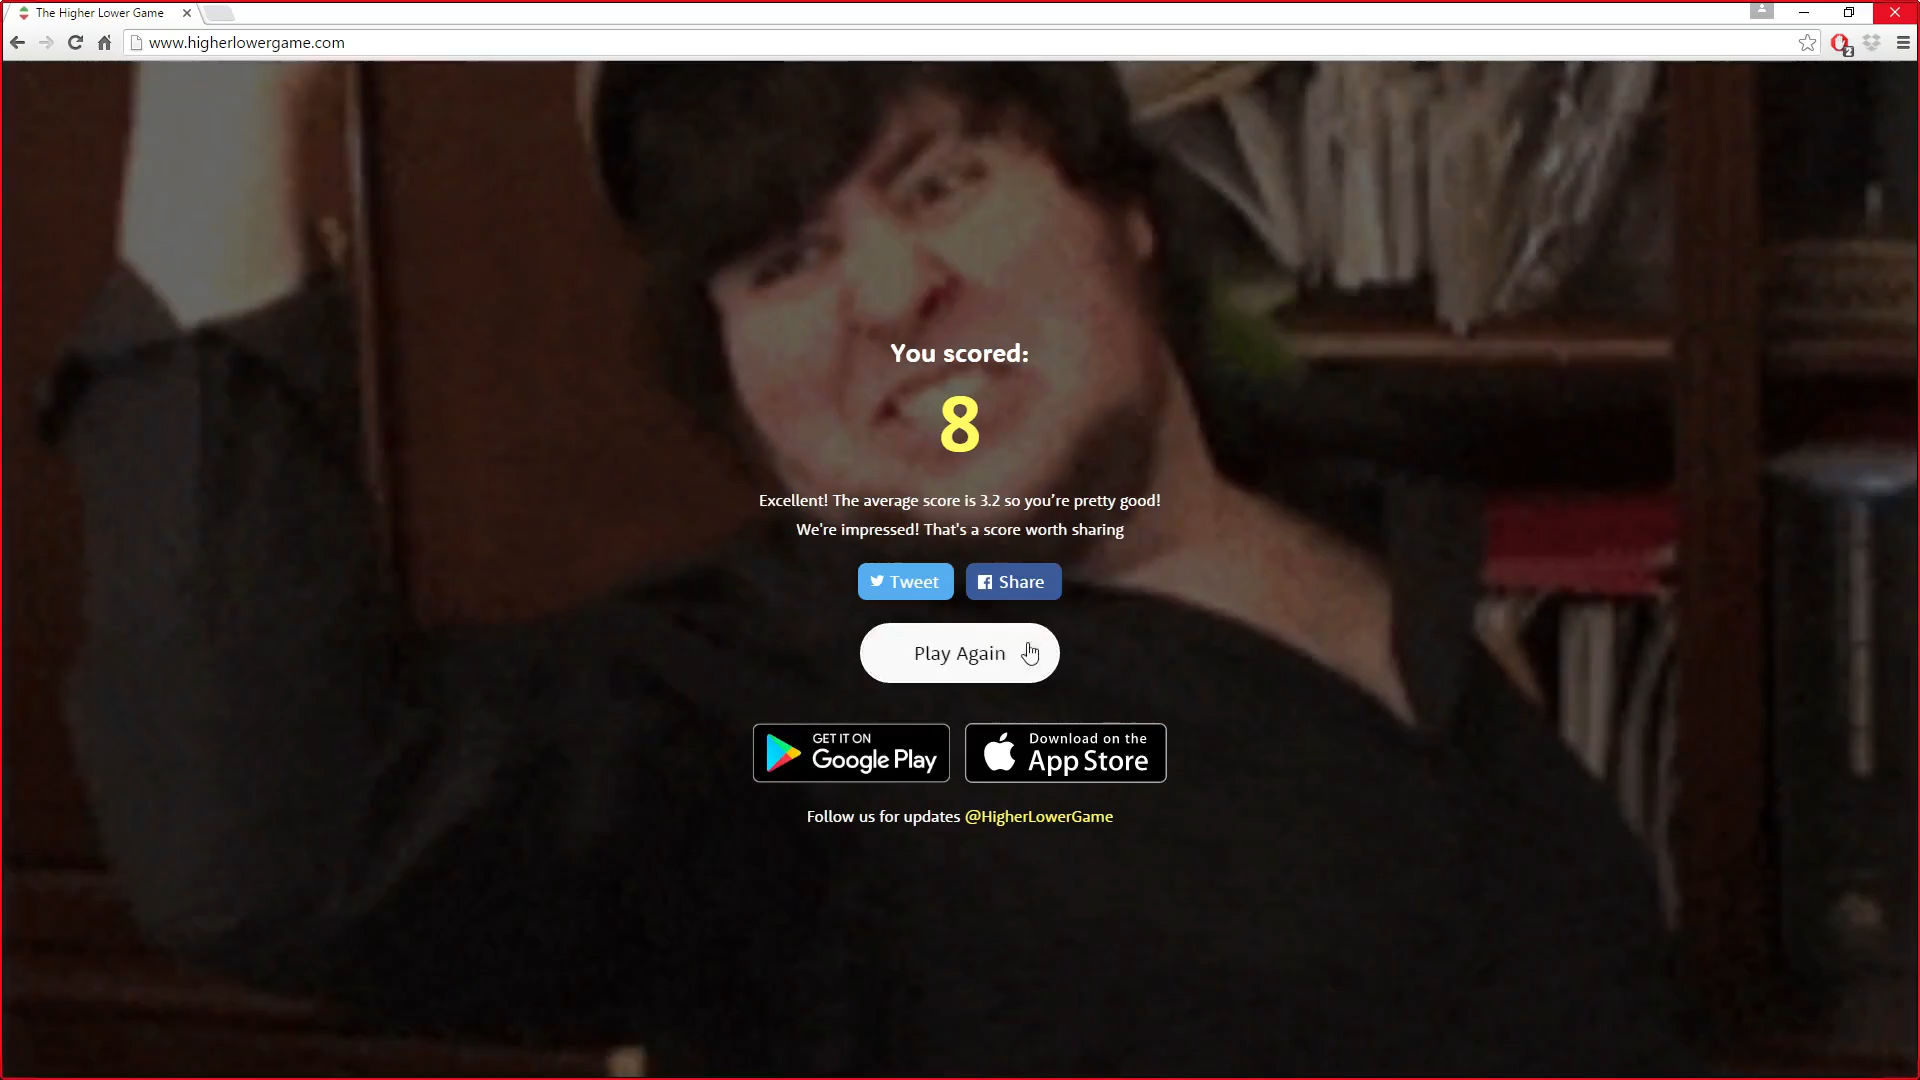 The Higher Lower Game
www.higherlowergame.com
2
You scored:
8
Excellent! The average score is 3.2 so you're pretty good!
We're impressed! That's a score worth sharing
Tweet
Share
Play Again
GET IT ON
Google Play
Download on the
App Store
Follow us for updates @HigherLowerGame